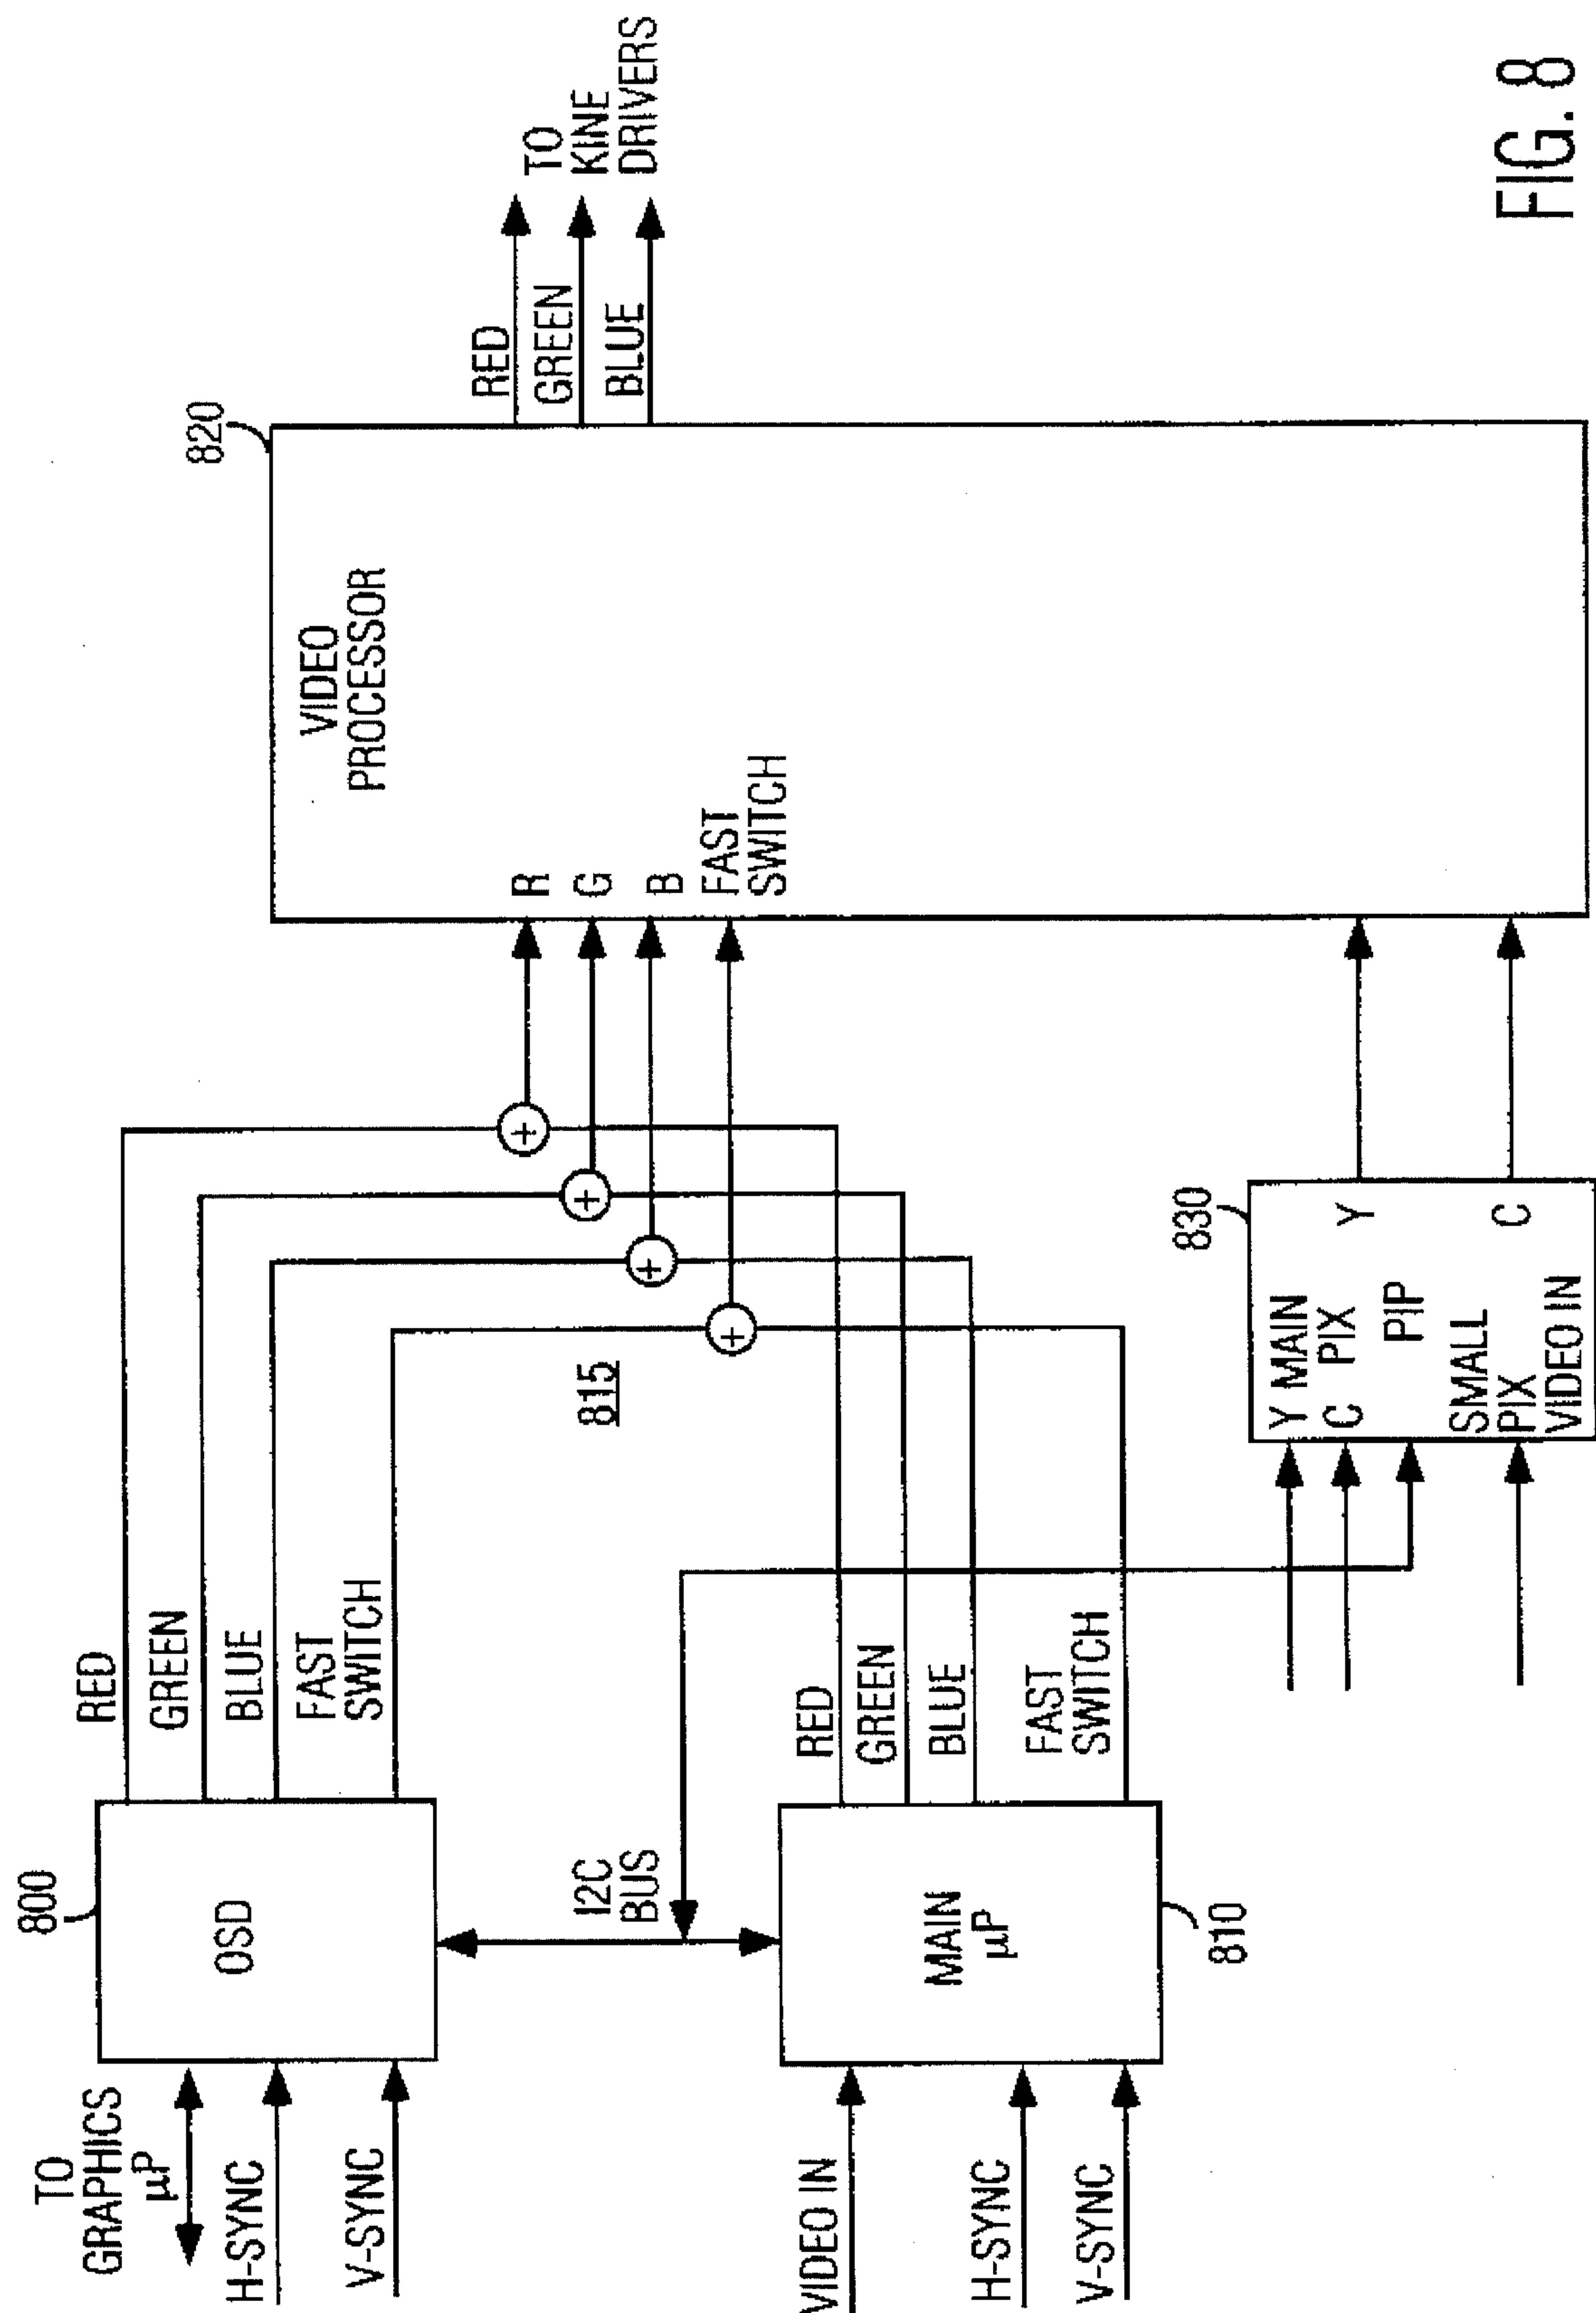 800
OSD
TO
GRAPHICS
µP
H-SYNC
V-SYNC
RED
GREEN
BLUE
FAST
SWITCH
I2C
BUS
MAIN
µP
810
VIDEO IN
H-SYNC
V-SYNC
RED
GREEN
BLUE
FAST
SWITCH
+
+
+
+
815
830
Y MAIN
C PIX
PIP
SMALL
PIX
VIDEO IN
Y
C
820
VIDEO
PROCESSOR
R
G
B
FAST
SWITCH
RED
GREEN
BLUE
TO
KINE
DRIVERS
FIG. 8